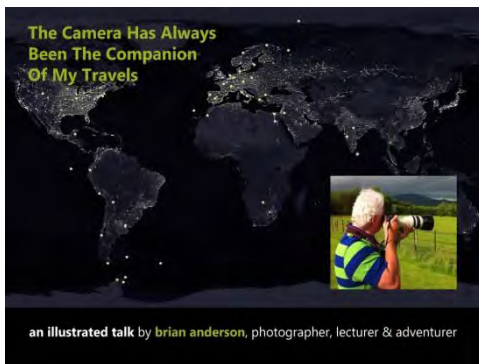 The Camera Has Always
Been The Companion
Of My Travels
an illustrated talk by brian anderson, photographer, lecturer & adventurer